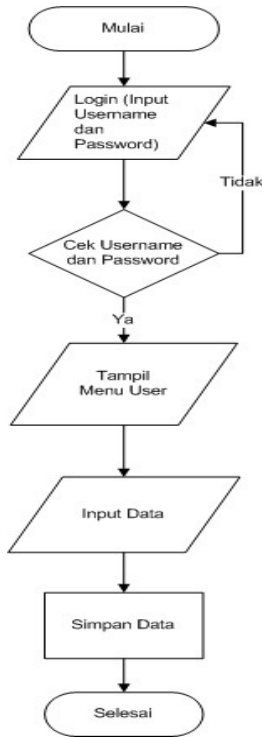 Mulai
Login (Input
Username
dan
Password)
Tidak
Cek Username
dan Password
Ya
Tampil
Menu User
Input Data
Simpan Data
Selesai